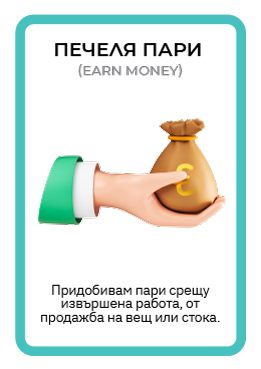 ПЕЧЕЛЯ ПАРИ
(EARN MONEY)
Придобивам пари срещу
извършена работа, от
продажба на вещ или стока.